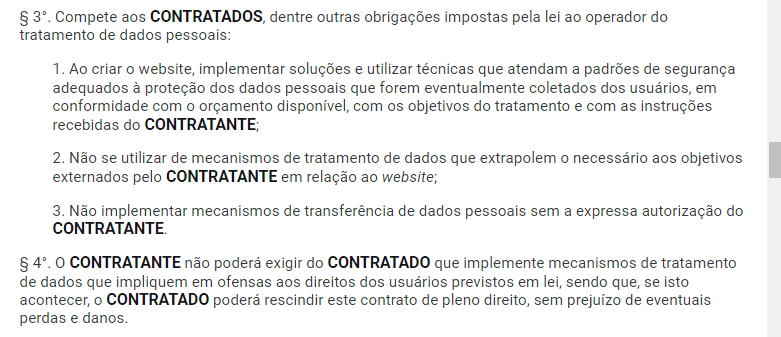 § 3°. Compete aos CONTRATADOS, dentre outras obrigações impostas pela lei ao operador do
tratamento de dados pessoais:
1. Ao criar o website, implementar soluções e utilizar técnicas que atendam a padrões de segurança
adequados à proteção dos dados pessoais que forem eventualmente coletados dos usuários, em
conformidade com o orçamento disponível, com os objetivos do tratamento e com as instruções
recebidas do CONTRATANTE;
2. Não se utilizar de mecanismos de tratamento de dados que extrapolem o necessário aos objetivos
externados pelo CONTRATANTE em relação ao website;
3. Não implementar mecanismos de transferência de dados pessoais sem a expressa autorização do
CONTRATANTE.
§ 4°. O CONTRATANTE não poderá exigir do CONTRATADO que implemente mecanismos de tratamento
de dados que impliquem em ofensas aos direitos dos usuários previstos em lei, sendo que, se isto
acontecer, o CONTRATADO poderá rescindir este contrato de pleno direito, sem prejuízo de eventuais
perdas e danos.